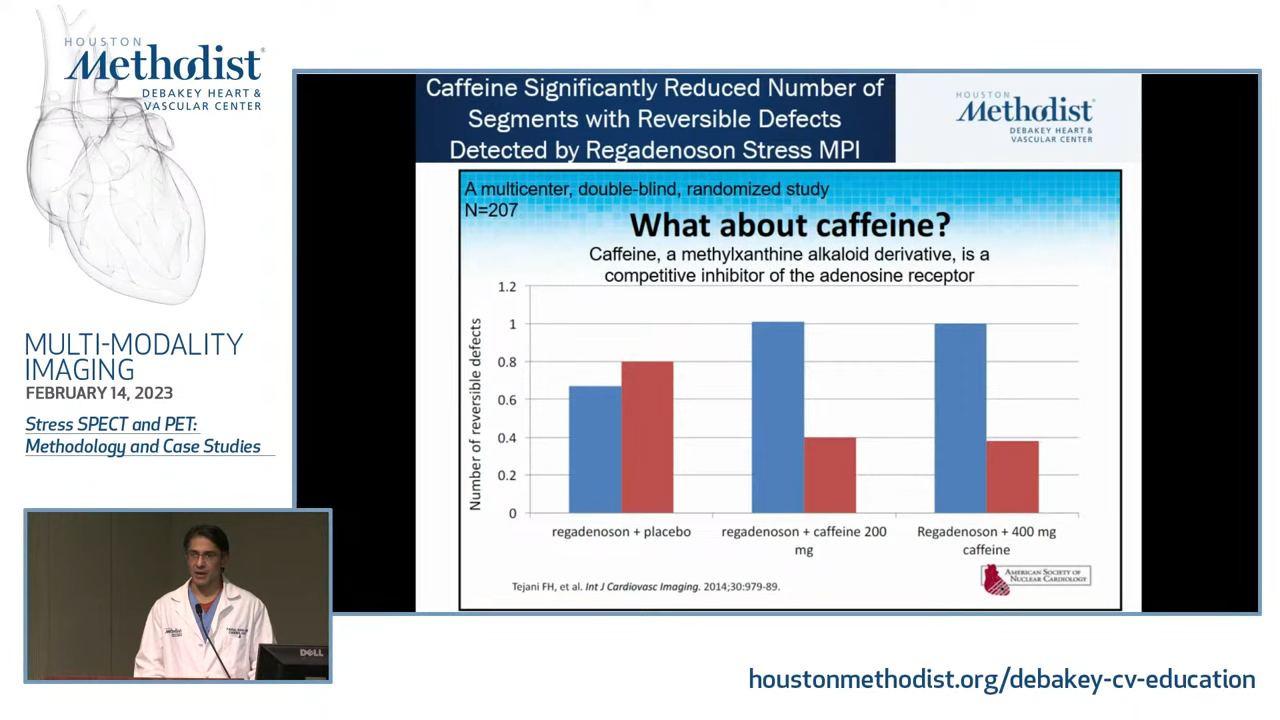 HOUSTON
Methodist®
DEBAKEY HEART &
VASCULAR CENTER
MULTI-MODALITY
IMAGING
FEBRUARY 14, 2023
Stress SPECT and PET:
Methodology and Case Studies
Caffeine Significantly Reduced Number of
Segments with Reversible Defects
Detected by Regadenoson Stress MPI
HOUSTON
Methodist®
DEBAKEY HEART &
VASCULAR CENTER
A multicenter, double-blind, randomized study
N=207
What about caffeine?
Caffeine, a methylxanthine alkaloid derivative, is a
competitive inhibitor of the adenosine receptor
Number of reversible defects
1.2
1
0.8
0.6
0.4
0.2
0
regadenoson + placebo
regadenoson + caffeine 200
mg
Regadenoson + 400 mg
caffeine
Tejani FH, et al. Int J Cardiovasc Imaging. 2014;30:979-89.
AMERICAN SOCIETY OF
NUCLEAR CARDIOLOGY
Methodist
DELL
houstonmethodist.org/debakey-cv-education